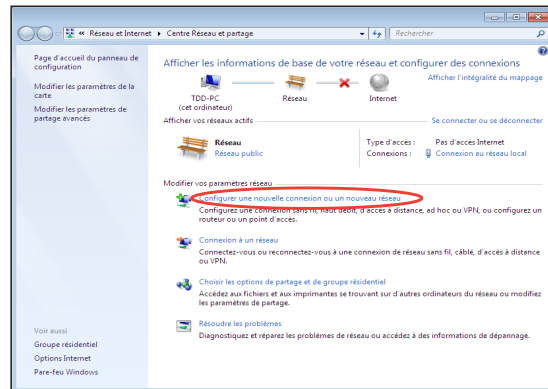 « Réseau et Internet ▸ Centre Réseau et partage
Rechercher
Page d'accueil du panneau de
configuration
Modifier les paramètres de la
carte
Modifier les paramètres de
partage avancés
Afficher les informations de base de votre réseau et configurer des connexions
Afficher l'intégralité du mappage
TDD-PC
(cet ordinateur)
Réseau
Internet
Afficher vos réseaux actifs
Se connecter ou se déconnecter
Réseau
Réseau public
Type d'accès : Pas d'accès Internet
Connexions : Connexion au réseau local
Modifier vos paramètres réseau
Configurer une nouvelle connexion ou un nouveau réseau
Configurez une connexion sans fil, haut débit, d'accès à distance, ad hoc ou VPN, ou configurez un
routeur ou un point d'accès.
Connexion à un réseau
Connectez-vous ou reconnectez-vous à une connexion de réseau sans fil, câblé, d'accès à distance
ou VPN.
Choisir les options de partage et de groupe résidentiel
Accédez aux fichiers et aux imprimantes se trouvant sur d'autres ordinateurs du réseau ou modifiez
les paramètres de partage.
Résoudre les problèmes
Diagnostiquez et réparez les problèmes de réseau ou accédez à des informations de dépannage.
Voir aussi
Groupe résidentiel
Options Internet
Pare-feu Windows